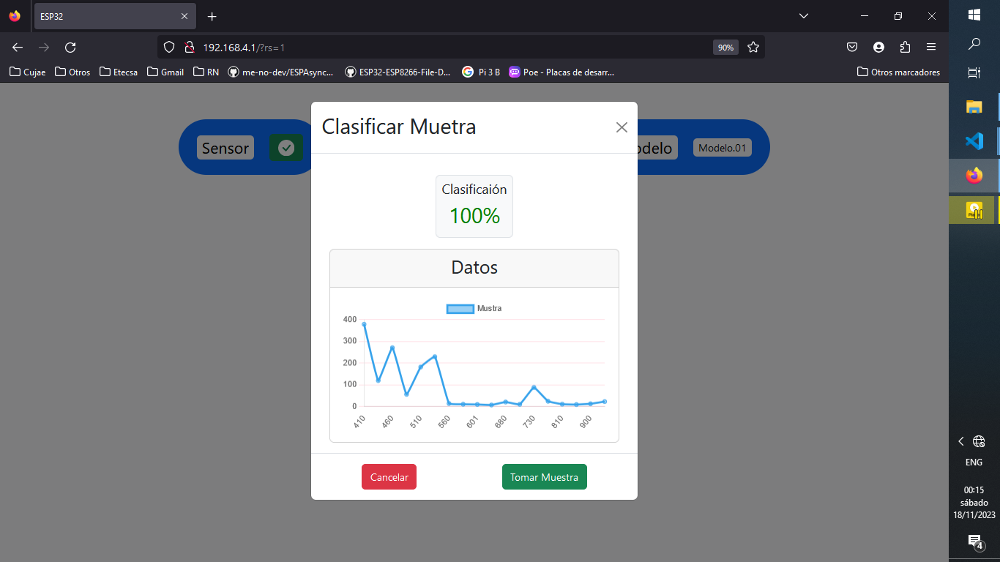 ESP32
192.168.4.1/?rs=1
90%
Cujae
Otros
Etecsa
Gmail
RN
me-no-dev/ESPAsync...
ESP32-ESP8266-File-D...
Pi 3 B
Poe - Placas de desarr...
Otros marcadores
Sensor
Clasificar Muetra
odelo
Modelo.01
Clasificaión
100%
Datos
Mustra
400
300
200
100
0
410
460
510
560
601
680
730
810
900
Cancelar
Tomar Muestra
ENG
00:15
sábado
18/11/2023
4